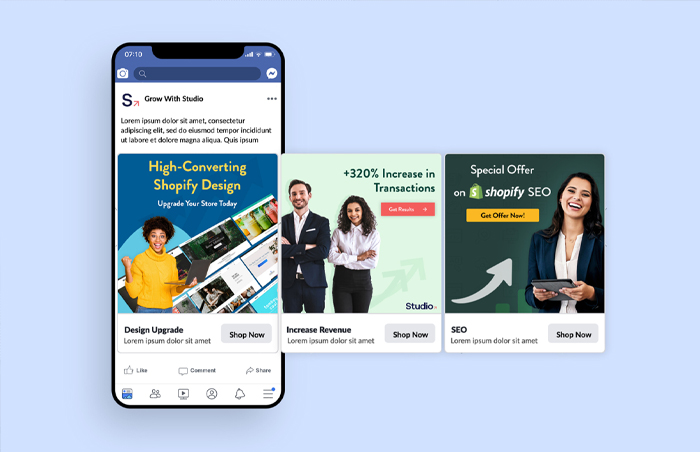 07:10
S
Grow With Studio
Lorem ipsum dolor sit amet, consectetur
adipiscing elit, sed do eiusmod tempor incididunt
ut labore et dolore magna aliqua. Quis ipsum
High-Converting
Shopify Design
Upgrade Your Store Today
Design Upgrade
Lorem ipsum dolor sit amet
Shop Now
+320% Increase in
Transactions
Get Results
Studio
Increase Revenue
Lorem ipsum dolor sit amet
Shop Now
Special Offer
on shopify SEO
Get Offer Now!
SEO
Lorem ipsum dolor sit amet
Shop Now
Like
Comment
Share